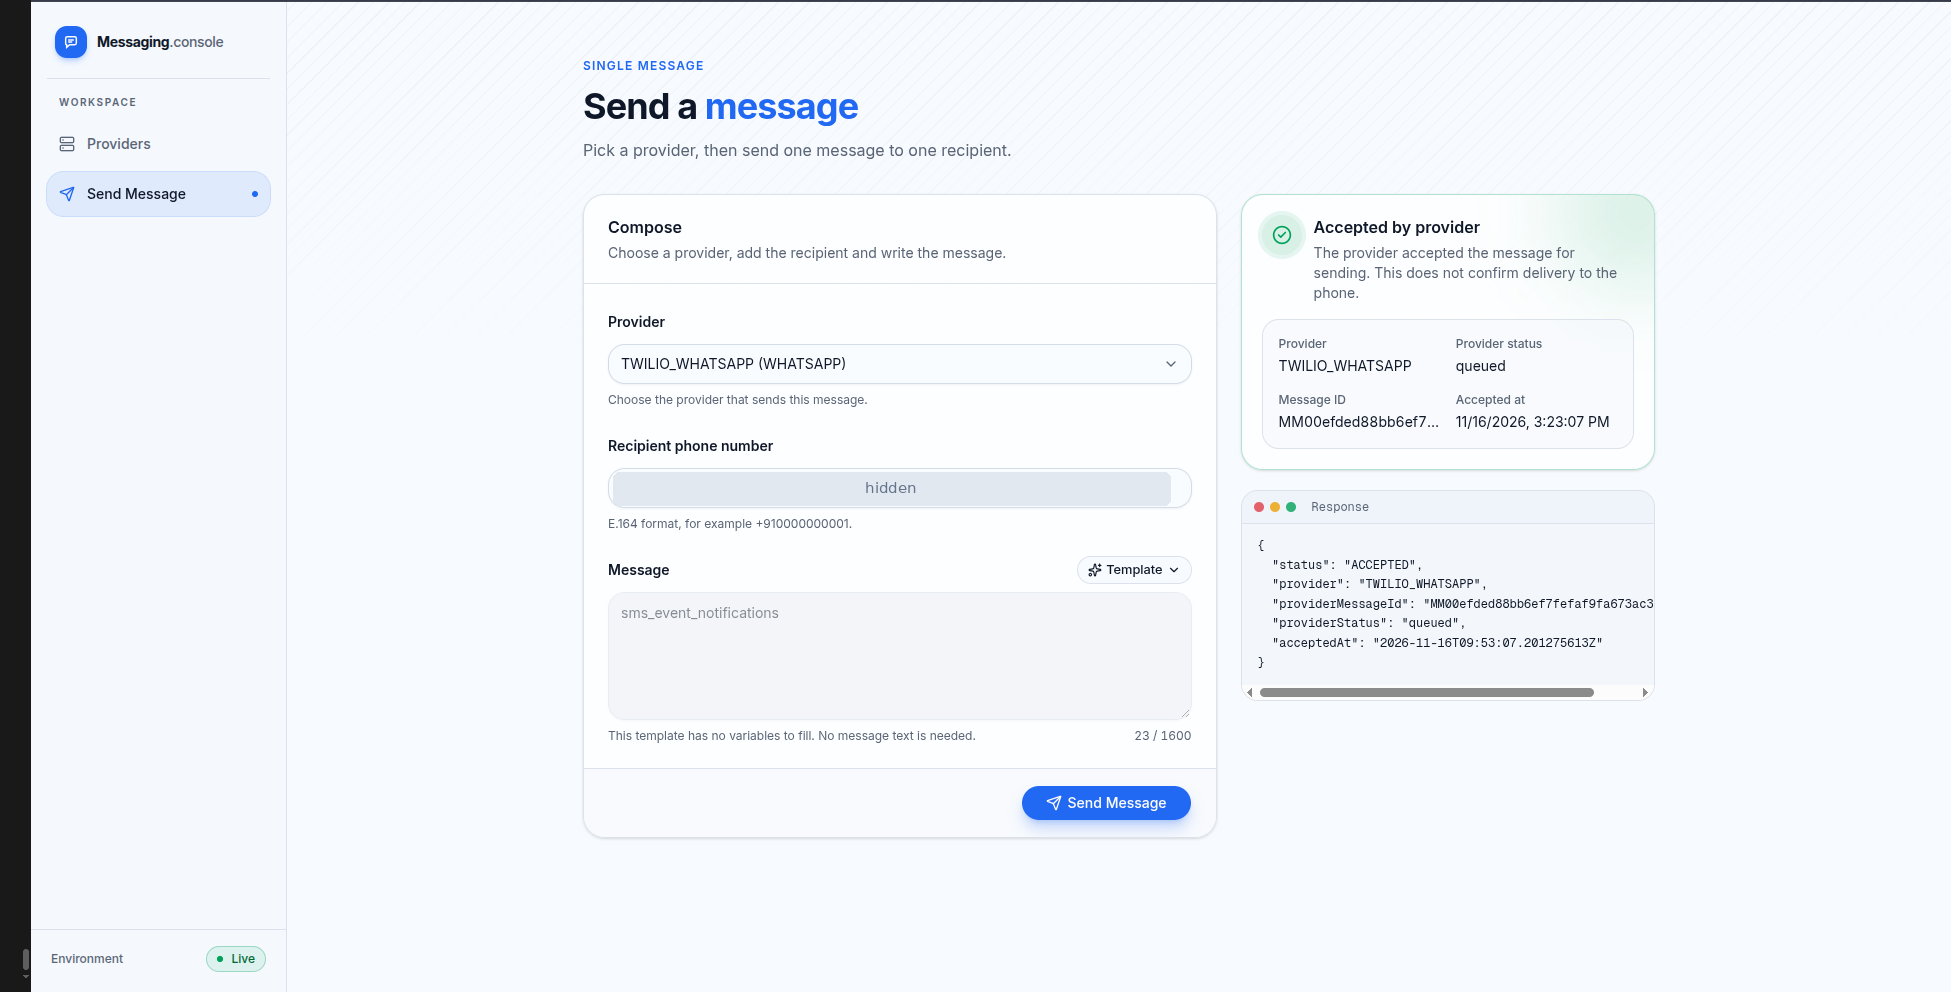 Messaging.console
WORKSPACE
Providers
Send Message
Environment
Live
SINGLE MESSAGE
Send a message
Pick a provider, then send one message to one recipient.
Compose
Choose a provider, add the recipient and write the message.
Provider
TWILIO_WHATSAPP (WHATSAPP)
Choose the provider that sends this message.
Recipient phone number
hidden
E.164 format, for example +910000000001.
Message
Template
sms_event_notifications
This template has no variables to fill. No message text is needed.
23 / 1600
Send Message
Accepted by provider
The provider accepted the message for
sending. This does not confirm delivery to the
phone.
Provider
TWILIO_WHATSAPP
Provider status
queued
Message ID
MM00efded88bb6ef7...
Accepted at
11/16/2026, 3:23:07 PM
Response
{
"status": "ACCEPTED",
"provider": "TWILIO_WHATSAPP",
"providerMessageId": "MM00efded88bb6ef7fefaf9fa673ac3
"providerStatus": "queued",
"acceptedAt": "2026-11-16T09:53:07.201275613Z"
}